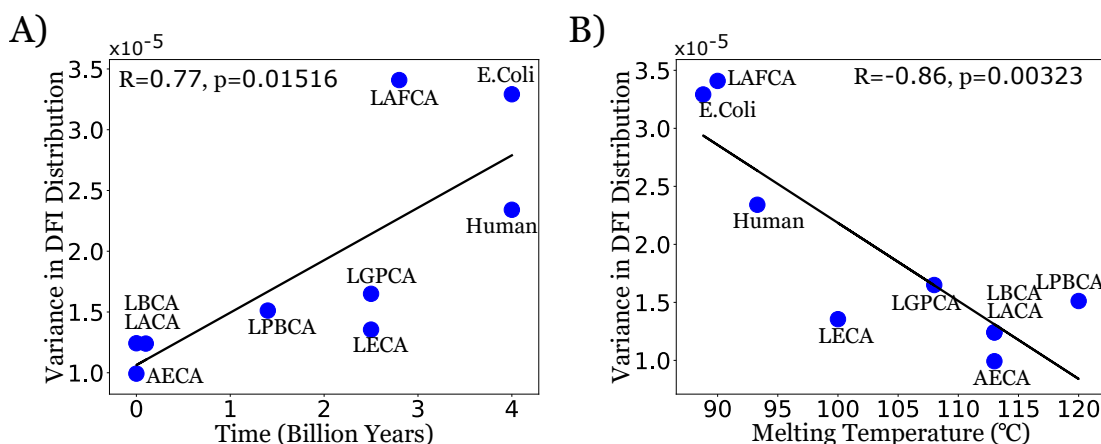 A)
x10⁻⁵
R=0.77, p=0.01516
Variance in DFI Distribution
3.5
3.0
2.5
2.0
1.5
1.0
E.Coli
LAFCA
Human
LGPCA
LBCA
LACA
LPBCA
LECA
AECA
0 1 2 3 4
Time (Billion Years)
B)
x10⁻⁵
R=-0.86, p=0.00323
Variance in DFI Distribution
3.5
3.0
2.5
2.0
1.5
1.0
LAFCA
E.Coli
Human
LPBCA
LBCA
LGPCA
LACA
LECA
AECA
90 95 100 105 110 115 120
Melting Temperature (℃)